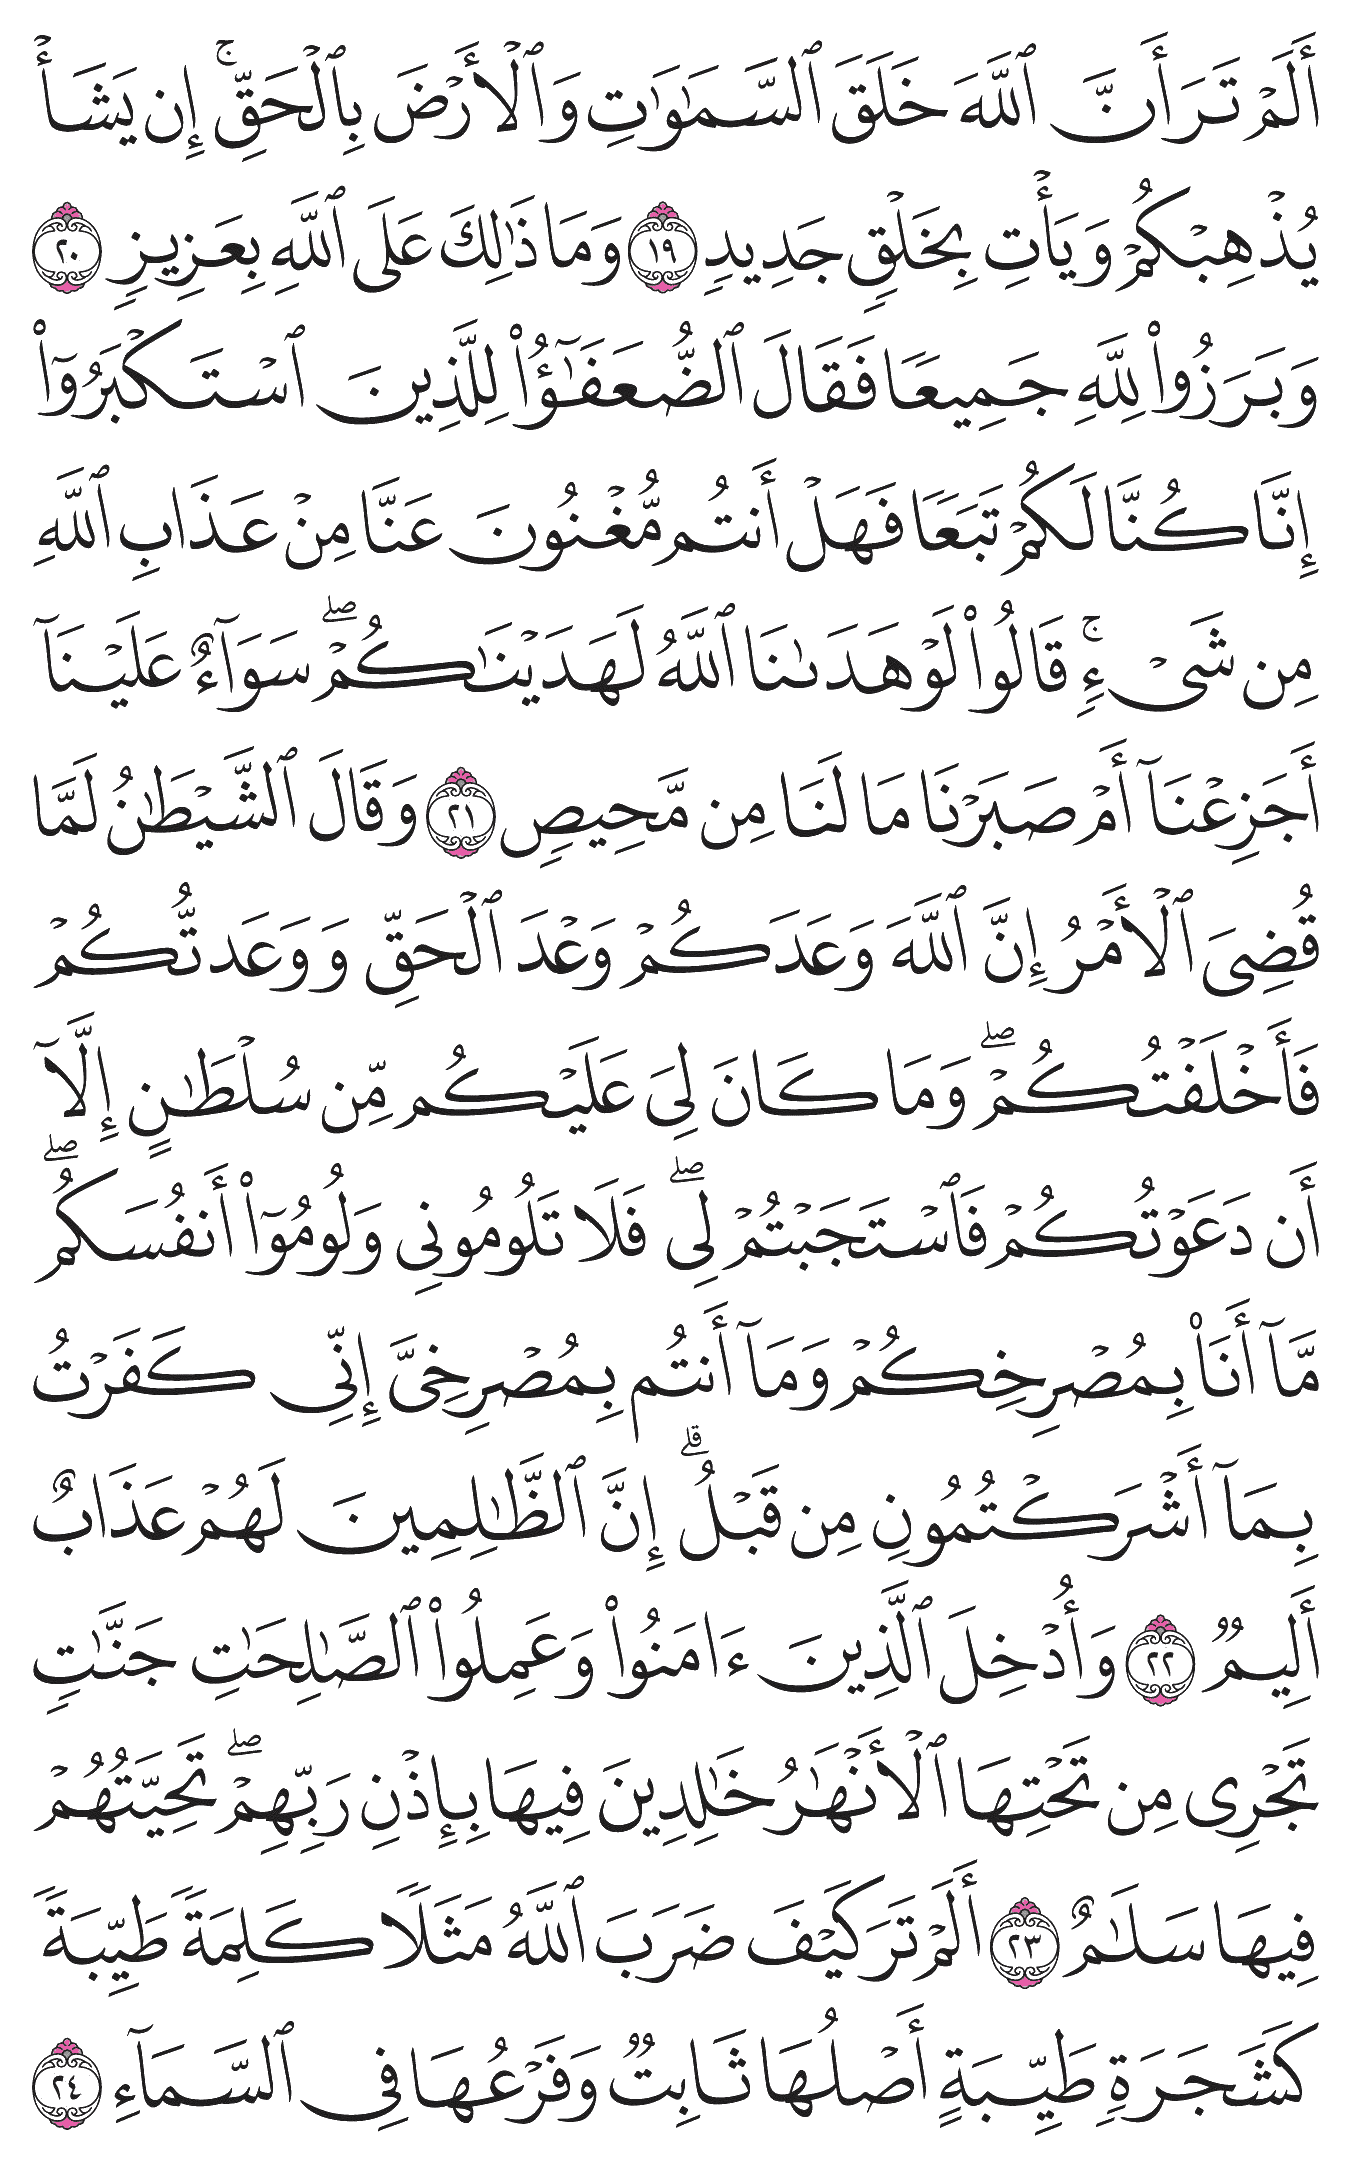 أَلَمْ تَرَ أَنَّ ٱللَّهَ خَلَقَ ٱلسَّمَٰوَٰتِ وَٱلْأَرْضَ بِٱلْحَقِّ ۚ إِن يَشَأْ
يُذْهِبْكُمْ وَيَأْتِ بِخَلْقٍ جَدِيدٍ ١٩ وَمَا ذَٰلِكَ عَلَى ٱللَّهِ بِعَزِيزٍ ٢٠
وَبَرَزُوا۟ لِلَّهِ جَمِيعًا فَقَالَ ٱلضُّعَفَٰٓؤُا۟ لِلَّذِينَ ٱسْتَكْبَرُوٓا۟
إِنَّا كُنَّا لَكُمْ تَبَعًا فَهَلْ أَنتُم مُّغْنُونَ عَنَّا مِنْ عَذَابِ ٱللَّهِ
مِن شَىْءٍ ۚ قَالُوا۟ لَوْ هَدَىٰنَا ٱللَّهُ لَهَدَيْنَٰكُمْ ۖ سَوَآءٌ عَلَيْنَآ
أَجَزِعْنَآ أَمْ صَبَرْنَا مَا لَنَا مِن مَّحِيصٍ ٢١ وَقَالَ ٱلشَّيْطَٰنُ لَمَّا
قُضِىَ ٱلْأَمْرُ إِنَّ ٱللَّهَ وَعَدَكُمْ وَعْدَ ٱلْحَقِّ وَوَعَدتُّكُمْ
فَأَخْلَفْتُكُمْ ۖ وَمَا كَانَ لِىَ عَلَيْكُم مِّن سُلْطَٰنٍ إِلَّآ
أَن دَعَوْتُكُمْ فَٱسْتَجَبْتُمْ لِى ۖ فَلَا تَلُومُونِى وَلُومُوٓا۟ أَنفُسَكُم ۖ
مَّآ أَنَا۠ بِمُصْرِخِكُمْ وَمَآ أَنتُم بِمُصْرِخِىَّ إِنِّى كَفَرْتُ
بِمَآ أَشْرَكْتُمُونِ مِن قَبْلُ ۗ إِنَّ ٱلظَّٰلِمِينَ لَهُمْ عَذَابٌ
أَلِيمٌ ٢٢ وَأُدْخِلَ ٱلَّذِينَ ءَامَنُوا۟ وَعَمِلُوا۟ ٱلصَّٰلِحَٰتِ جَنَّٰتٍ
تَجْرِى مِن تَحْتِهَا ٱلْأَنْهَٰرُ خَٰلِدِينَ فِيهَا بِإِذْنِ رَبِّهِمْ ۖ تَحِيَّتُهُمْ
فِيهَا سَلَٰمٌ ٢٣ أَلَمْ تَرَ كَيْفَ ضَرَبَ ٱللَّهُ مَثَلًا كَلِمَةً طَيِّبَةً
كَشَجَرَةٍ طَيِّبَةٍ أَصْلُهَا ثَابِتٌ وَفَرْعُهَا فِى ٱلسَّمَآءِ ٢٤